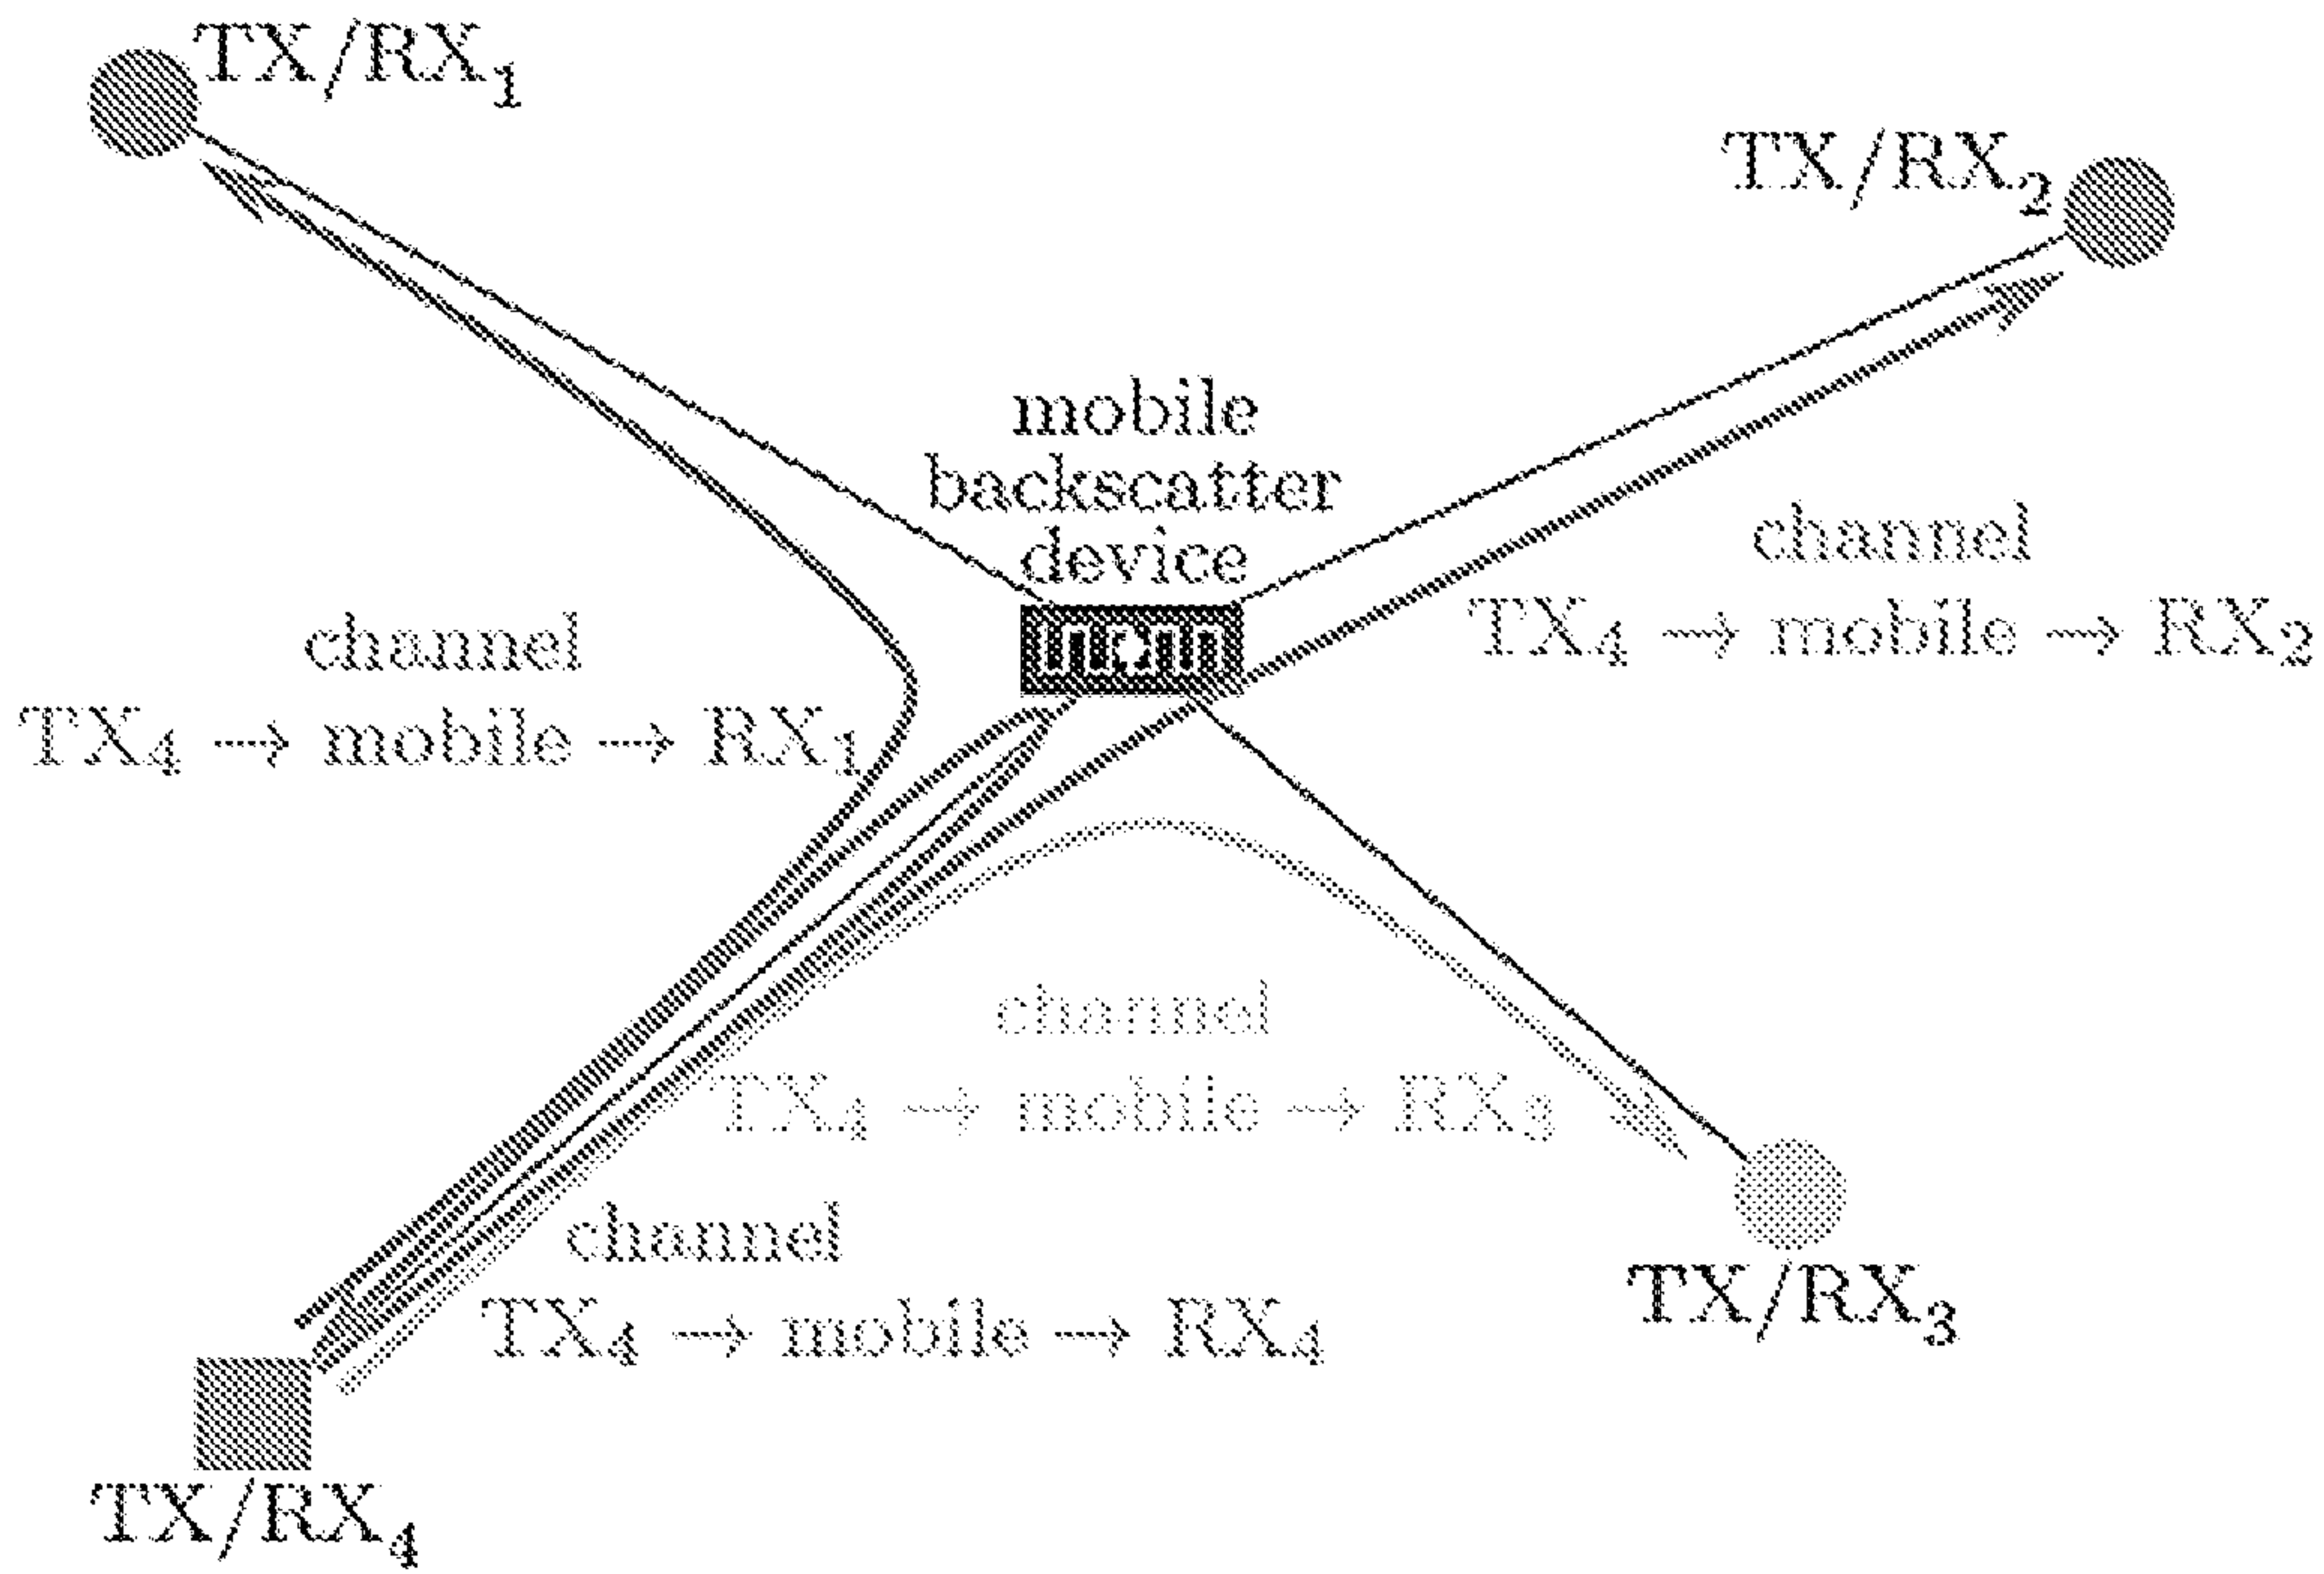 TX/RX₁
TX/RX₂
mobile
backscatter
device
channel
TX₄ → mobile → RX₂
channel
TX₄ → mobile → RX₁
channel
TX₄ → mobile → RX₃
channel
TX₄ → mobile → RX₄
TX/RX₃
TX/RX₄